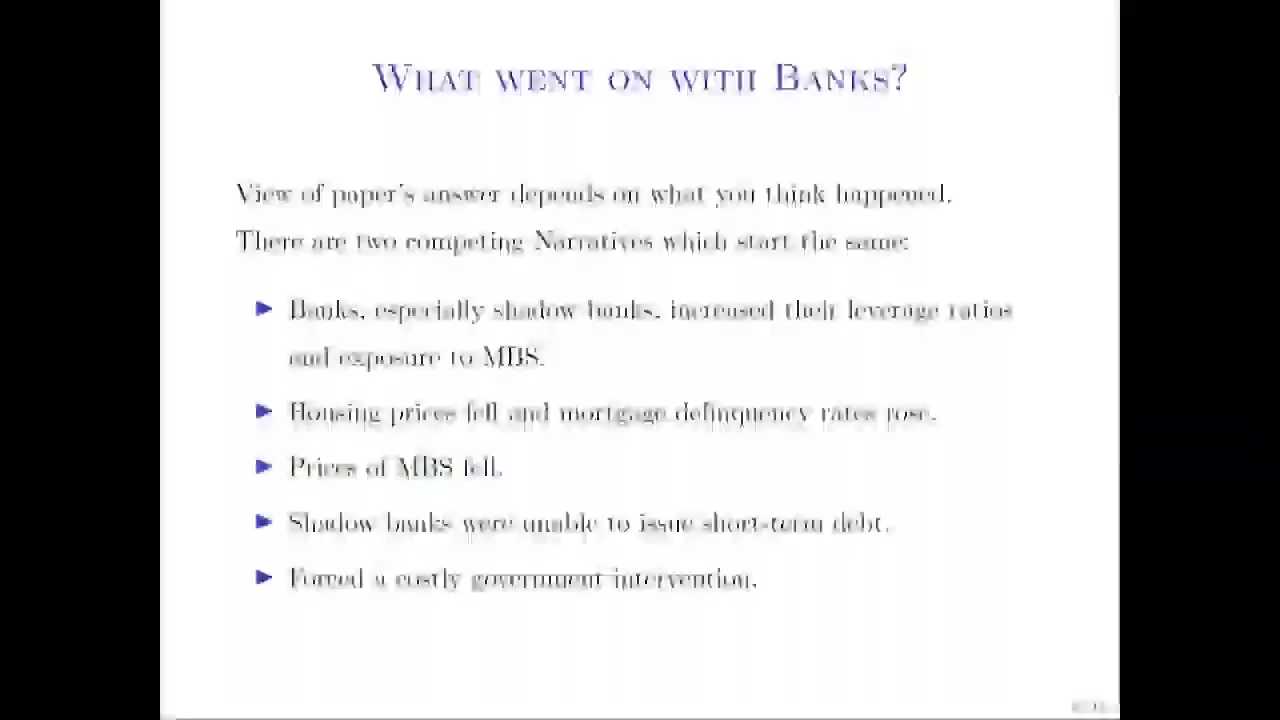 What went on with Banks?
View of paper's answer depends on what you think happened.
There are two competing Narratives which start the same:
Banks, especially shadow banks, increased their leverage ratios
and exposure to MBS.
Housing prices fell and mortgage delinquency rates rose.
Prices of MBS fell.
Shadow banks were unable to issue short-term debt.
Forced a costly government intervention.